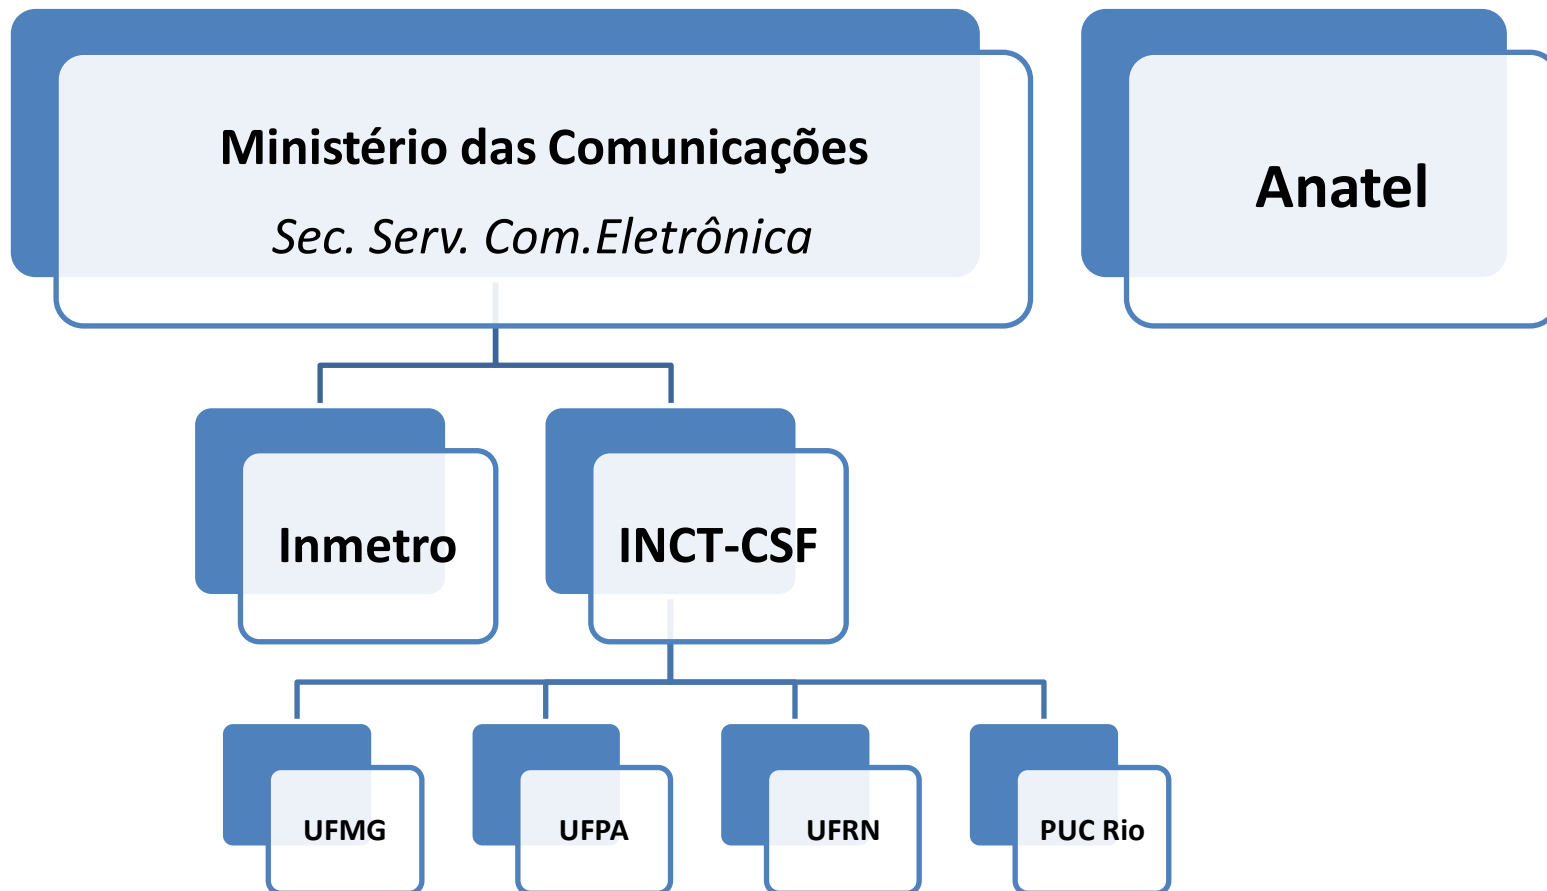 Ministério das Comunicações
Sec. Serv. Com.Eletrônica
Anatel
Inmetro
INCT-CSF
UFMG
UFPA
UFRN
PUC Rio